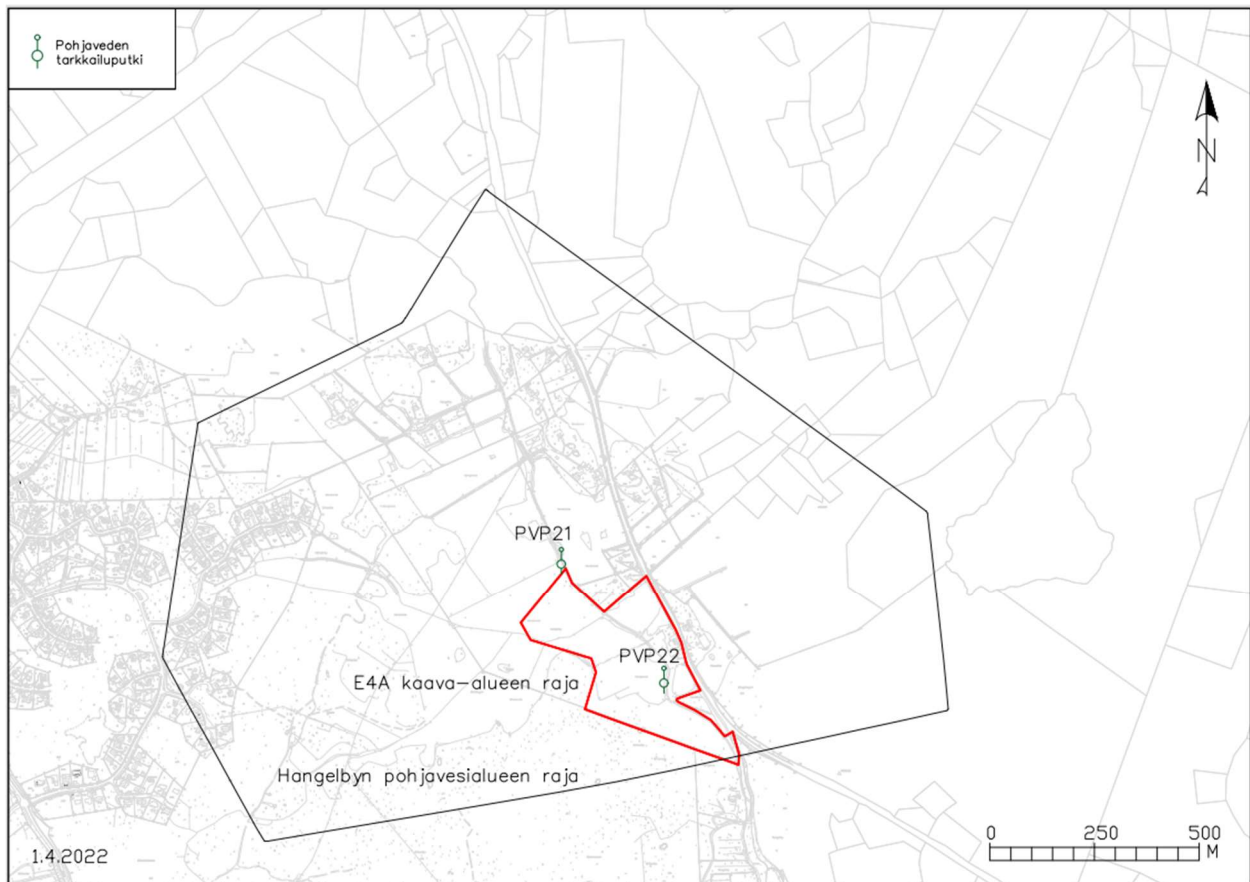 Pohjaveden
tarkkailuputki
N
PVP21
PVP22
E4A kaava-alueen raja
Hangelbyn pohjavesialueen raja
1.4.2022
0 250 500
M